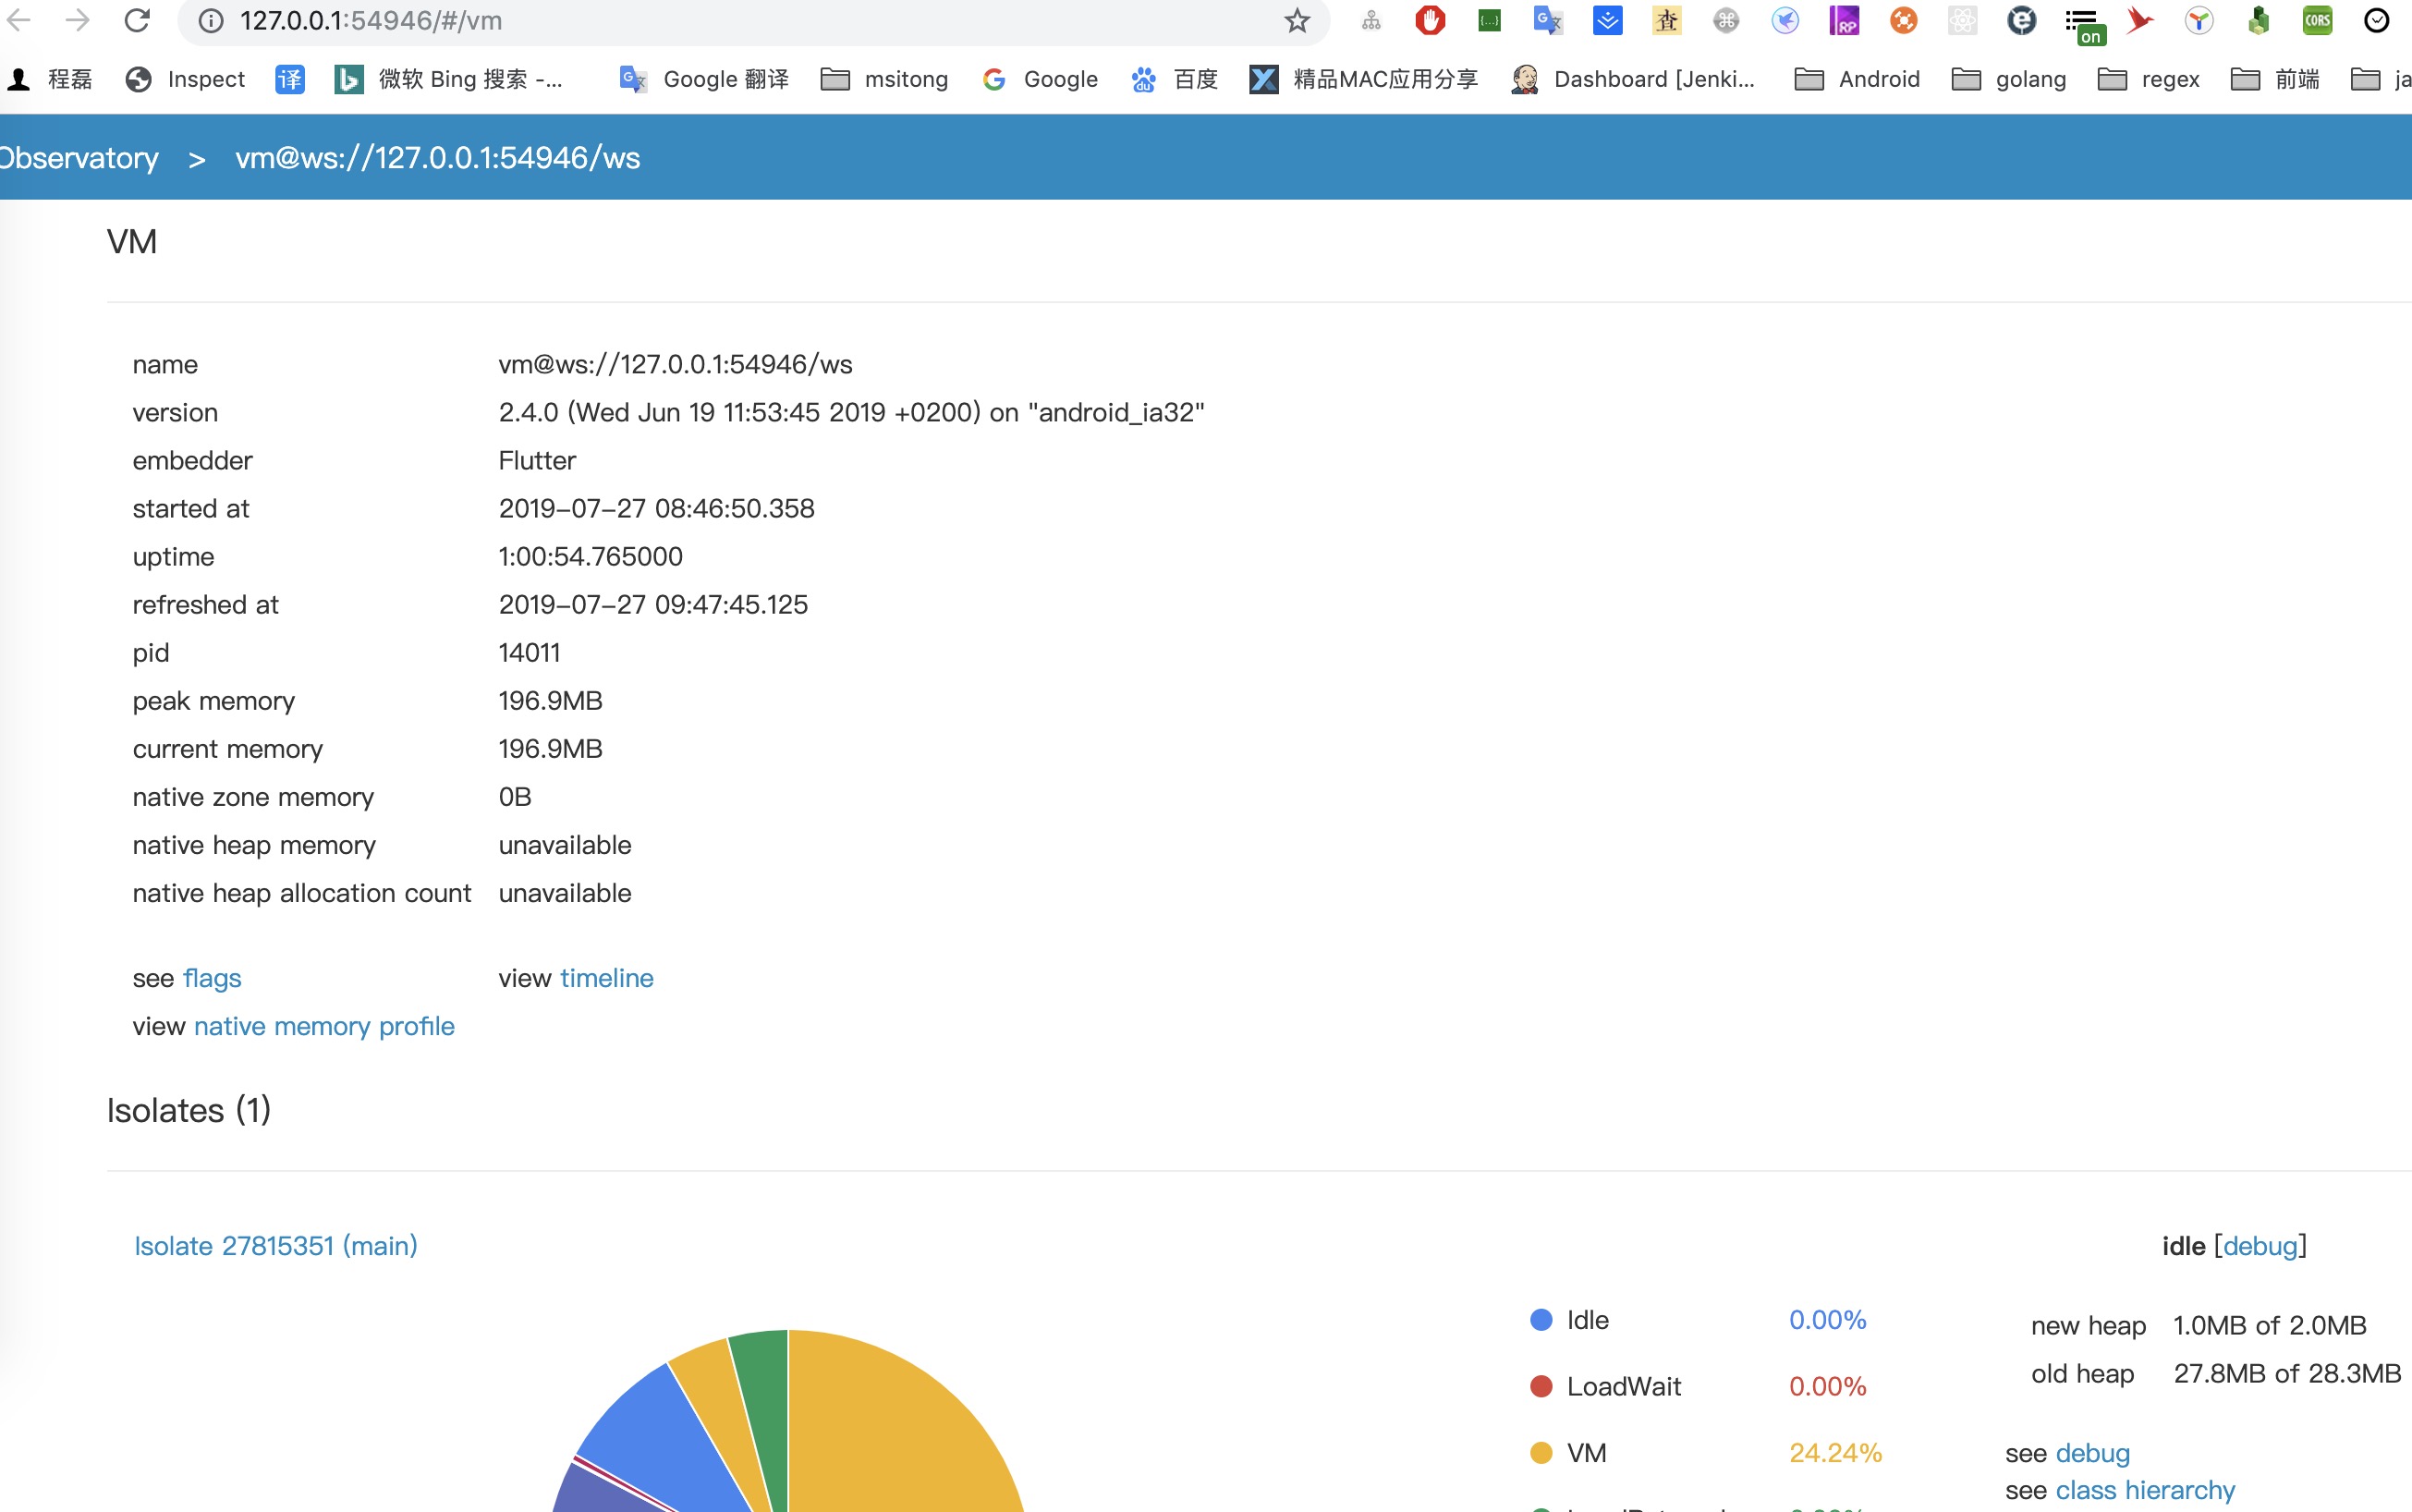 127.0.0.1:54946/#/vm
on
CORS
程磊 Inspect 译 微软 Bing 搜索 -... Google 翻译 msitong Google 百度 精品MAC应用分享 Dashboard [Jenki... Android golang regex 前端 ja
Observatory > vm@ws://127.0.0.1:54946/ws
VM
name vm@ws://127.0.0.1:54946/ws
version 2.4.0 (Wed Jun 19 11:53:45 2019 +0200) on "android_ia32"
embedder Flutter
started at 2019-07-27 08:46:50.358
uptime 1:00:54.765000
refreshed at 2019-07-27 09:47:45.125
pid 14011
peak memory 196.9MB
current memory 196.9MB
native zone memory 0B
native heap memory unavailable
native heap allocation count unavailable
see flags view timeline
view native memory profile
Isolates (1)
Isolate 27815351 (main) idle [debug]
Idle 0.00% new heap 1.0MB of 2.0MB
old heap 27.8MB of 28.3MB
LoadWait 0.00%
VM 24.24% see debug
see class hierarchy